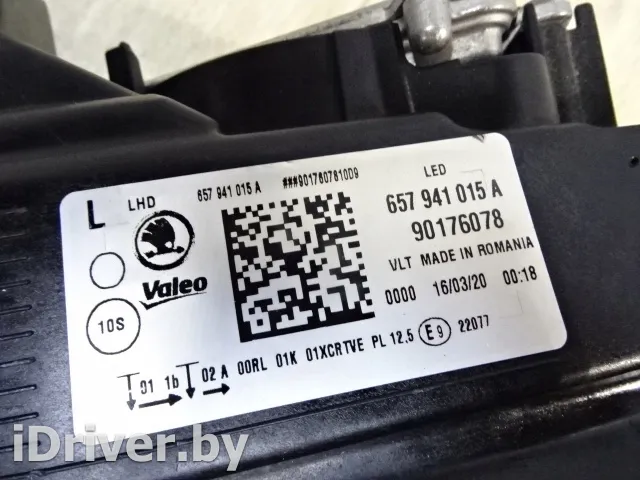 L LHD 657 941 015 A ###901760781009
LED
657 941 015 A
90176078
Valeo
VLT MADE IN ROMANIA
0000 16/03/20 00:18
10S
01 1b 02 A 00RL 01K 01XCRTVE PL 12.5 E9 22077
iDriver.by